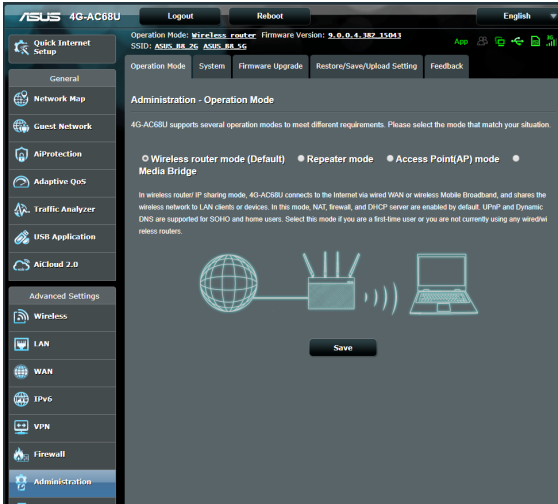 ASUS 4G-AC68U Logout Reboot English
Quick Internet Setup
Operation Mode: Wireless router Firmware Version: 9.0.0.4.382_15043
SSID: ASUS_B8_2G ASUS_B8_5G
App
Operation Mode System Firmware Upgrade Restore/Save/Upload Setting Feedback
General
Network Map
Guest Network
AiProtection
Adaptive QoS
Traffic Analyzer
USB Application
AiCloud 2.0
Advanced Settings
Wireless
LAN
WAN
IPv6
VPN
Firewall
Administration
Administration - Operation Mode
4G-AC68U supports several operation modes to meet different requirements. Please select the mode that match your situation.
Wireless router mode (Default) Repeater mode Access Point(AP) mode
Media Bridge
In wireless router/ IP sharing mode, 4G-AC68U connects to the Internet via wired WAN or wireless Mobile Broadband, and shares the
wireless network to LAN clients or devices. In this mode, NAT, firewall, and DHCP server are enabled by default. UPnP and Dynamic
DNS are supported for SOHO and home users. Select this mode if you are a first-time user or you are not currently using any wired/wi
reless routers.
Save